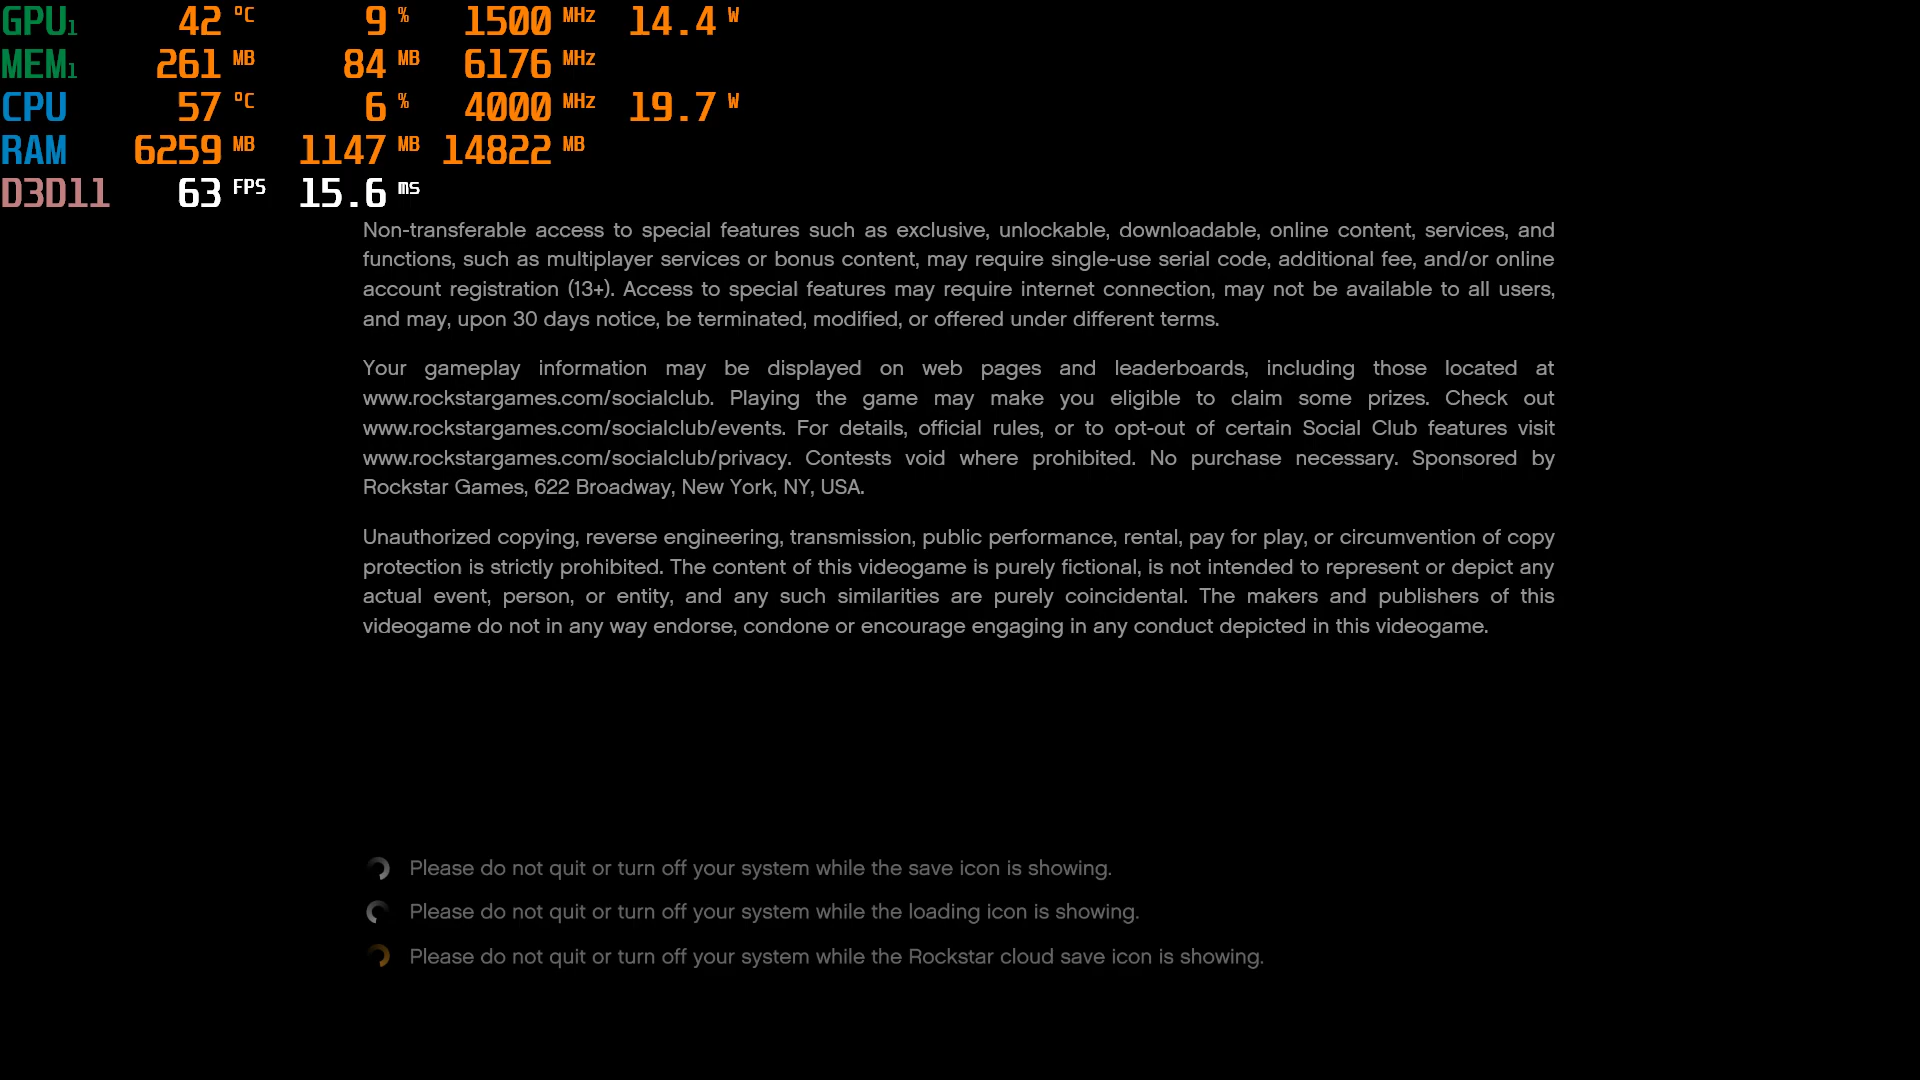 GPU1 42 °C 9 % 1500 MHz 14.4 W
MEM1 261 MB 84 MB 6176 MHz
CPU 57 °C 6 % 4000 MHz 19.7 W
RAM 6259 MB 1147 MB 14822 MB
D3D11 63 FPS 15.6 ms
Non-transferable access to special features such as exclusive, unlockable, downloadable, online content, services, and
functions, such as multiplayer services or bonus content, may require single-use serial code, additional fee, and/or online
account registration (13+). Access to special features may require internet connection, may not be available to all users,
and may, upon 30 days notice, be terminated, modified, or offered under different terms.
Your gameplay information may be displayed on web pages and leaderboards, including those located at
www.rockstargames.com/socialclub. Playing the game may make you eligible to claim some prizes. Check out
www.rockstargames.com/socialclub/events. For details, official rules, or to opt-out of certain Social Club features visit
www.rockstargames.com/socialclub/privacy. Contests void where prohibited. No purchase necessary. Sponsored by
Rockstar Games, 622 Broadway, New York, NY, USA.
Unauthorized copying, reverse engineering, transmission, public performance, rental, pay for play, or circumvention of copy
protection is strictly prohibited. The content of this videogame is purely fictional, is not intended to represent or depict any
actual event, person, or entity, and any such similarities are purely coincidental. The makers and publishers of this
videogame do not in any way endorse, condone or encourage engaging in any conduct depicted in this videogame.
Please do not quit or turn off your system while the save icon is showing.
Please do not quit or turn off your system while the loading icon is showing.
Please do not quit or turn off your system while the Rockstar cloud save icon is showing.